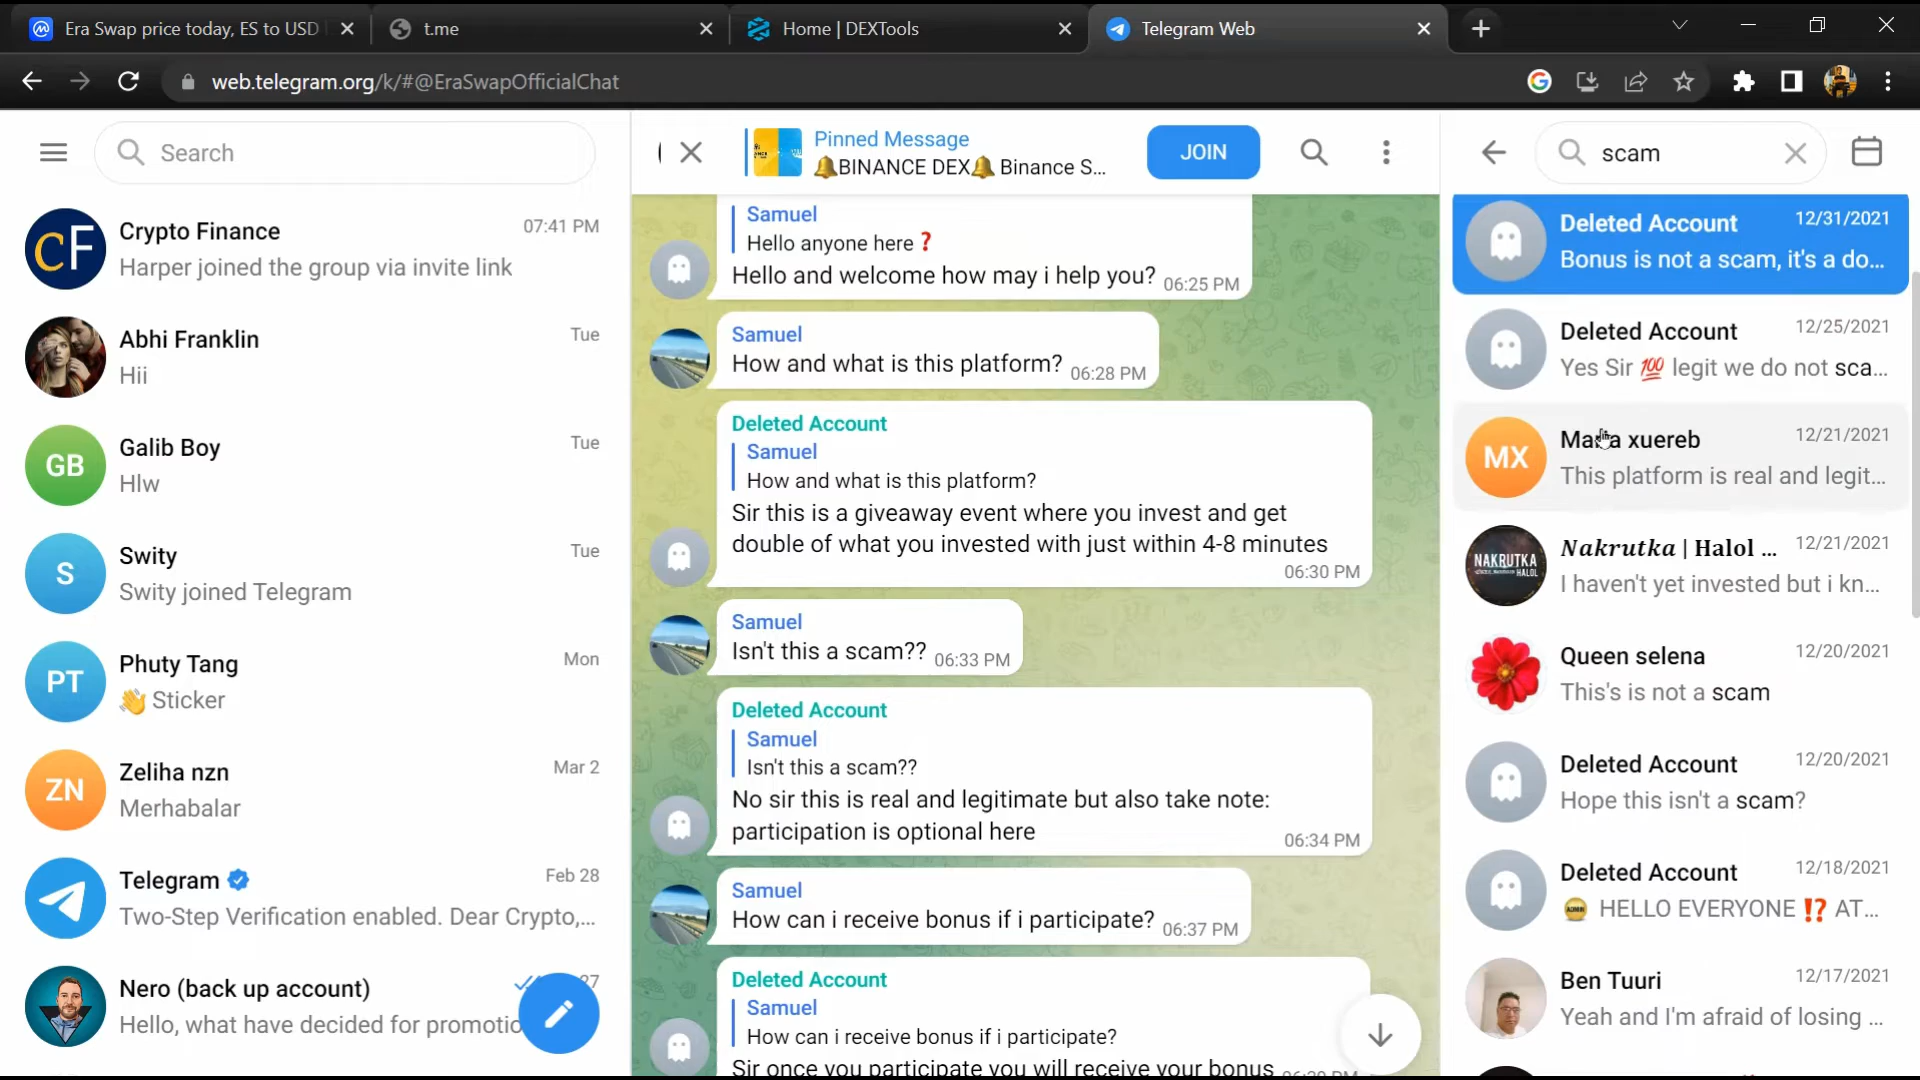 Era Swap price today, ES to USD
t.me
Home | DEXTools
Telegram Web
web.telegram.org/k/#@EraSwapOfficialChat
Search
Crypto Finance
07:41 PM
Harper joined the group via invite link
Abhi Franklin
Tue
Hii
GB
Galib Boy
Tue
Hlw
S
Swity
Tue
Swity joined Telegram
PT
Phuty Tang
Mon
👋 Sticker
ZN
Zeliha nzn
Mar 2
Merhabalar
Telegram
Feb 28
Two-Step Verification enabled. Dear Crypto,...
Nero (back up account)
27
Hello, what have decided for promotio
Pinned Message
🔔BINANCE DEX🔔 Binance S...
JOIN
Samuel
Hello anyone here ❓
Hello and welcome how may i help you? 06:25 PM
Samuel
How and what is this platform? 06:28 PM
Deleted Account
Samuel
How and what is this platform?
Sir this is a giveaway event where you invest and get
double of what you invested with just within 4-8 minutes
06:30 PM
Samuel
Isn't this a scam?? 06:33 PM
Deleted Account
Samuel
Isn't this a scam??
No sir this is real and legitimate but also take note:
participation is optional here
06:34 PM
Samuel
How can i receive bonus if i participate? 06:37 PM
Deleted Account
Samuel
How can i receive bonus if i participate?
Sir once you participate you will receive your bonus
scam
Deleted Account
12/31/2021
Bonus is not a scam, it's a do...
Deleted Account
12/25/2021
Yes Sir 💯 legit we do not sca...
MX
xuereb
12/21/2021
This platform is real and legit...
NAKRUTKA
HALOL
Nakrutka | Halol ...
12/21/2021
I haven't yet invested but i kn...
Queen selena
12/20/2021
This's is not a scam
Deleted Account
12/20/2021
Hope this isn't a scam?
Deleted Account
12/18/2021
HELLO EVERYONE ⁉️ AT...
Ben Tuuri
12/17/2021
Yeah and I'm afraid of losing ...